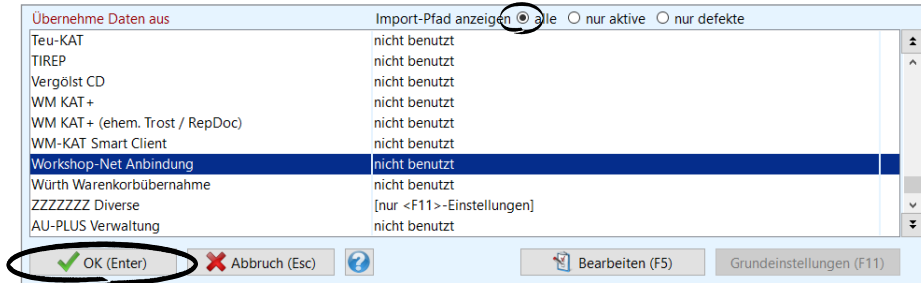 Übernehme Daten aus Import-Pfad anzeigen alle nur aktive nur defekte
Teu-KAT nicht benutzt
TIREP nicht benutzt
Vergölst CD nicht benutzt
WM KAT+ nicht benutzt
WM KAT+ (ehem. Trost / RepDoc) nicht benutzt
WM-KAT Smart Client nicht benutzt
Workshop-Net Anbindung nicht benutzt
Würth Warenkorbübernahme nicht benutzt
ZZZZZZZ Diverse [nur <F11>-Einstellungen]
AU-PLUS Verwaltung nicht benutzt
OK (Enter) Abbruch (Esc) ? Bearbeiten (F5) Grundeinstellungen (F11)